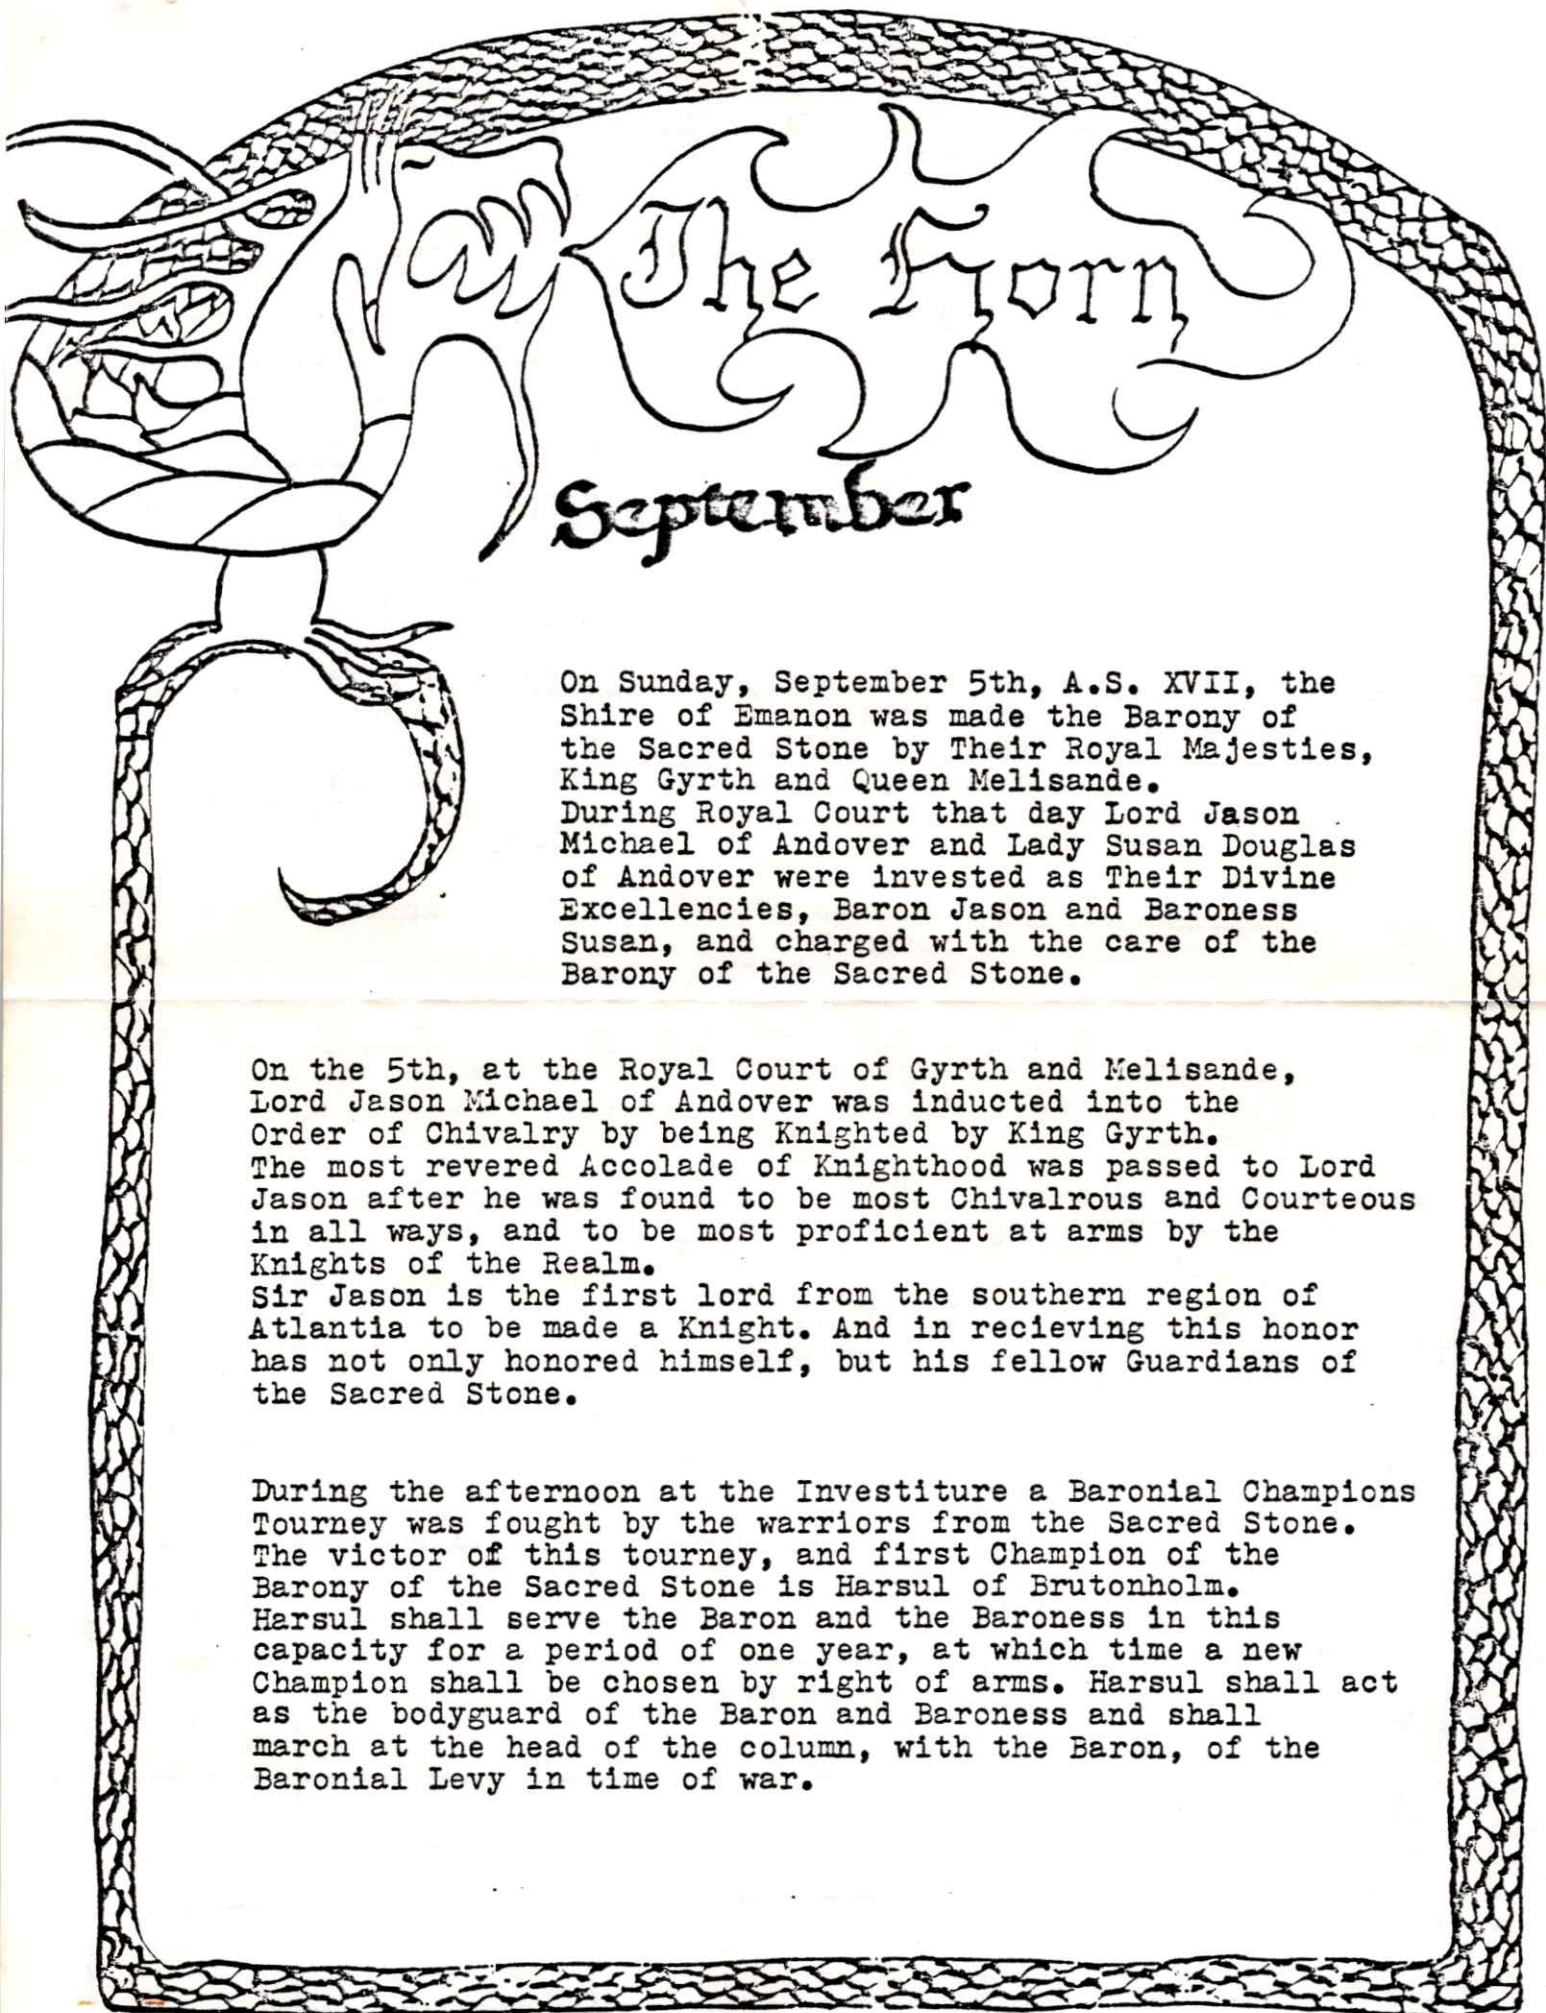 The Horn
September
On Sunday, September 5th, A.S. XVII, the
Shire of Emanon was made the Barony of
the Sacred Stone by Their Royal Majesties,
King Gyrth and Queen Melisande.
During Royal Court that day Lord Jason
Michael of Andover and Lady Susan Douglas
of Andover were invested as Their Divine
Excellencies, Baron Jason and Baroness
Susan, and charged with the care of the
Barony of the Sacred Stone.
On the 5th, at the Royal Court of Gyrth and Melisande,
Lord Jason Michael of Andover was inducted into the
Order of Chivalry by being Knighted by King Gyrth.
The most revered Accolade of Knighthood was passed to Lord
Jason after he was found to be most Chivalrous and Courteous
in all ways, and to be most proficient at arms by the
Knights of the Realm.
Sir Jason is the first lord from the southern region of
Atlantia to be made a Knight. And in recieving this honor
has not only honored himself, but his fellow Guardians of
the Sacred Stone.
During the afternoon at the Investiture a Baronial Champions
Tourney was fought by the warriors from the Sacred Stone.
The victor of this tourney, and first Champion of the
Barony of the Sacred Stone is Harsul of Brutonholm.
Harsul shall serve the Baron and the Baroness in this
capacity for a period of one year, at which time a new
Champion shall be chosen by right of arms. Harsul shall act
as the bodyguard of the Baron and Baroness and shall
march at the head of the column, with the Baron, of the
Baronial Levy in time of war.